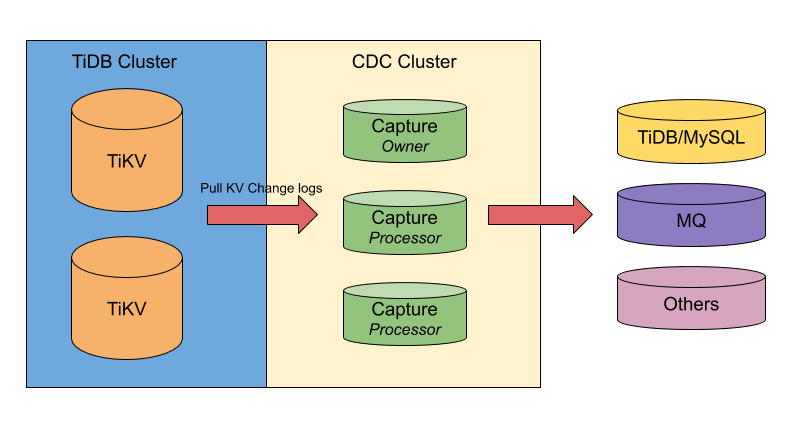 TiDB Cluster
TiKV
TiKV
Pull KV Change logs
CDC Cluster
Capture
Owner
Capture
Processor
Capture
Processor
TiDB/MySQL
MQ
Others